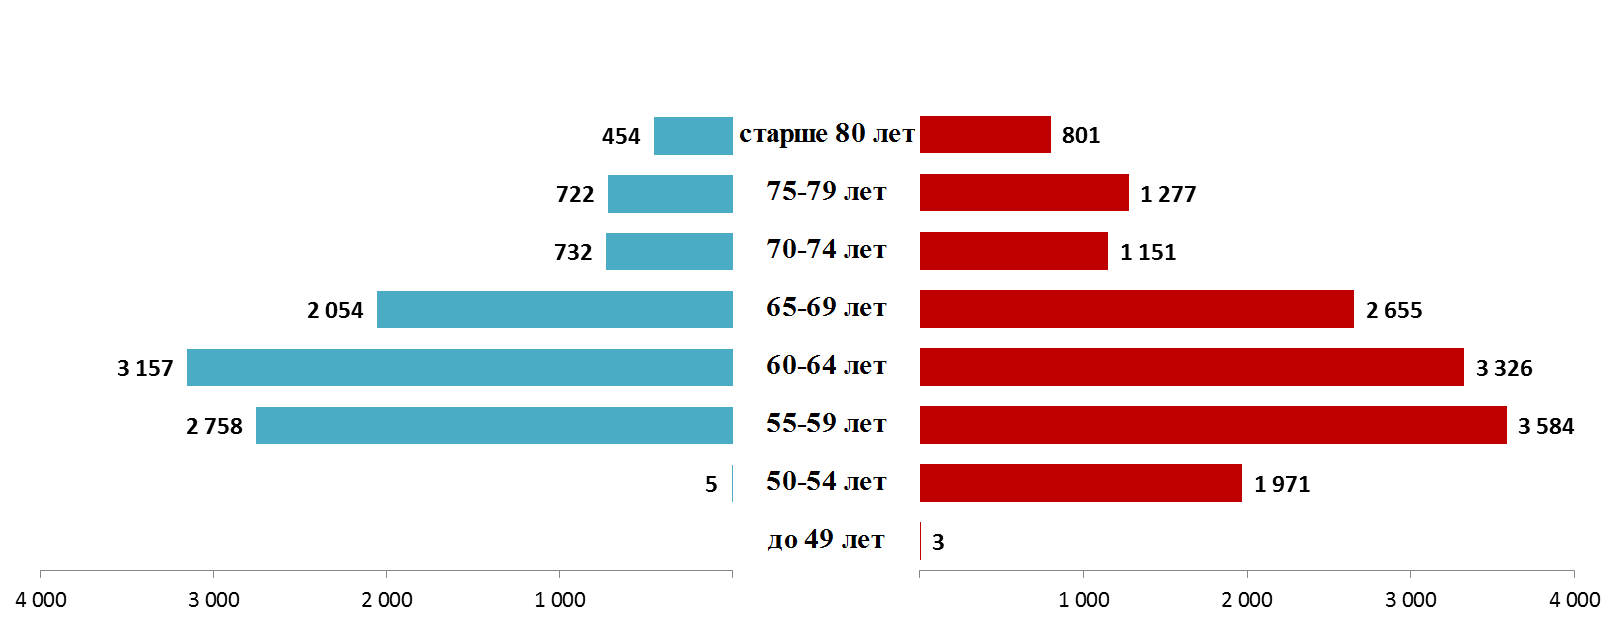 454 старше 80 лет 801
722 75-79 лет 1 277
732 70-74 лет 1 151
2 054 65-69 лет 2 655
3 157 60-64 лет 3 326
2 758 55-59 лет 3 584
5 50-54 лет 1 971
до 49 лет 3
4 000 3 000 2 000 1 000 1 000 2 000 3 000 4 000